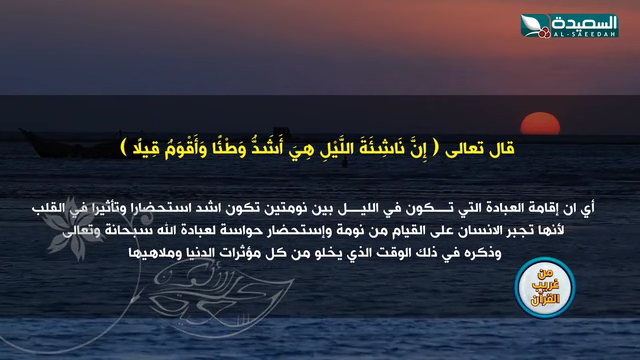 السعيدة
AL-SAEEDAH
قال تعالى ( إِنَّ نَاشِئَةَ اللَّيْلِ هِيَ أَشَدُّ وَطْئًا وَأَقْوَمُ قِيلًا )
أي ان إقامة العبادة التي تـــكون في الليـــل بين نومتين تكون اشد استحضارا وتأثيرا في القلب
لأنها تجبر الانسان على القيام من نومة وإستحضار حواسة لعبادة الله سبحانة وتعالى
وذكره في ذلك الوقت الذي يخلو من كل مؤثرات الدنيا وملاهيها
من
غريب
القرآن